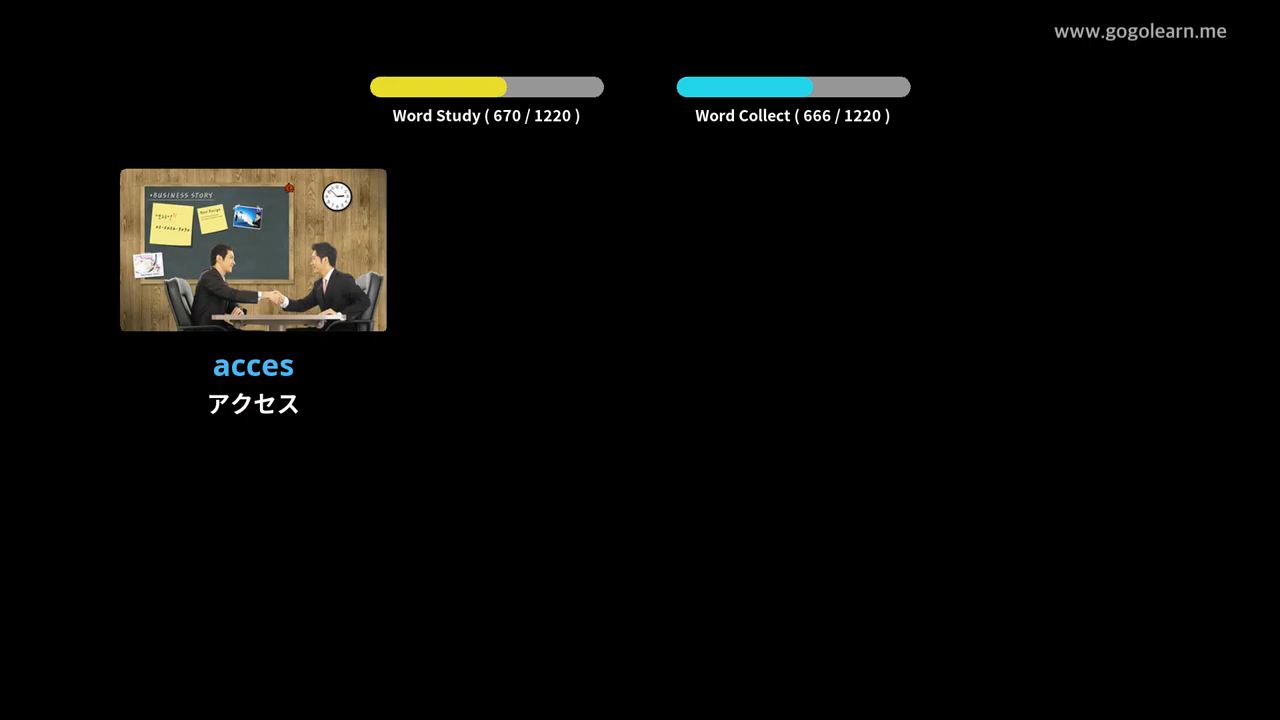 www.gogolearn.me
Word Study ( 670 / 1220 )
Word Collect ( 666 / 1220 )
•BUSINESS STORY
acces
アクセス